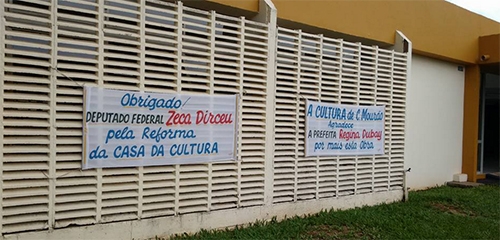 Obrigado
DEPUTADO FEDERAL Zeca Dirceu
pela Reforma
da CASA DA CULTURA
A CULTURA de C Mourão
Agradece
A PREFEITA Regina Dubay
por mais esta Obra